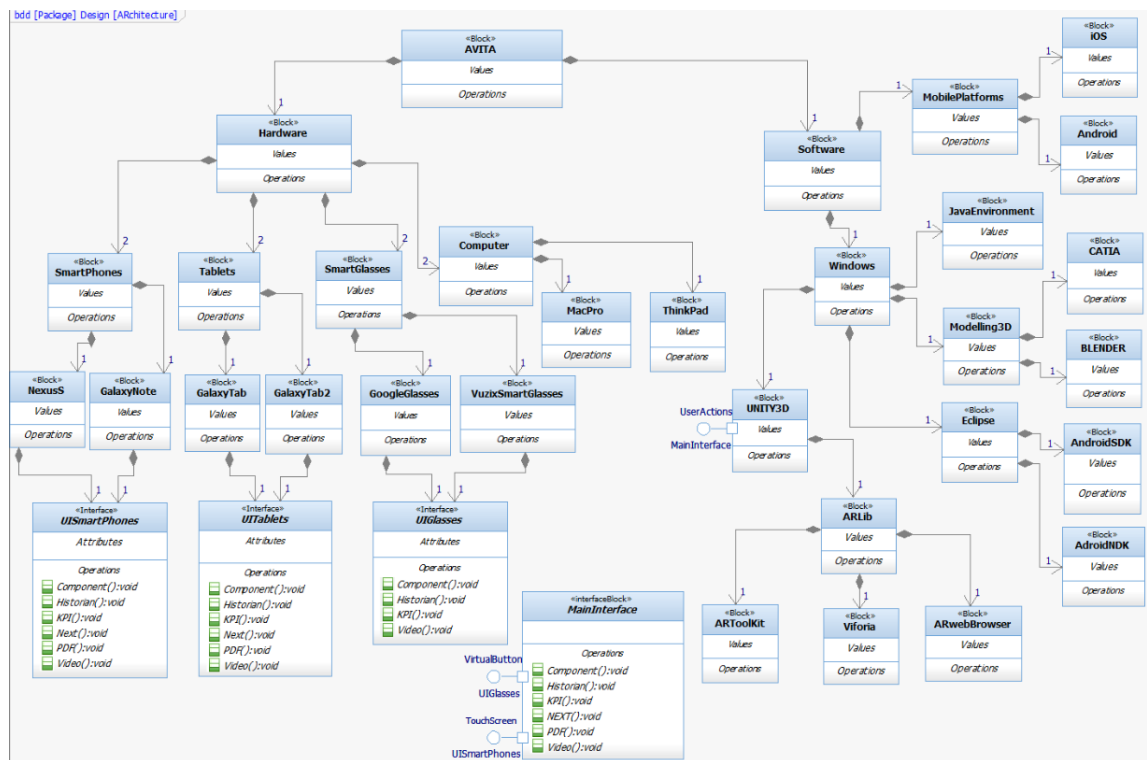 bdd [Package] Design [ARchitecture]
«Block»
AVITA
Values
Operations
1
1
«Block»
Hardware
Values
Operations
2
2
2
2
«Block»
Software
Values
Operations
1
1
«Block»
MobilePlatforms
Values
Operations
1
1
«Block»
iOS
Values
Operations
«Block»
Android
Values
Operations
«Block»
SmartPhones
Values
Operations
1
1
«Block»
Tablets
Values
Operations
1
1
«Block»
SmartGlasses
Values
Operations
1
1
«Block»
Computer
Values
Operations
1
1
«Block»
MacPro
Values
Operations
«Block»
ThinkPad
Values
Operations
«Block»
Windows
Values
Operations
1
1
1
1
«Block»
JavaEnvironment
Values
Operations
«Block»
Modelling3D
Values
Operations
1
1
«Block»
CATIA
Values
Operations
«Block»
BLENDER
Values
Operations
«Block»
NexusS
Values
Operations
1
«Block»
GalaxyNote
Values
Operations
1
«Block»
GalaxyTab
Values
Operations
1
«Block»
GalaxyTab2
Values
Operations
1
«Block»
GoogleGlasses
Values
Operations
1
«Block»
VuzixSmartGlasses
Values
Operations
1
UserActions
MainInterface
«Block»
UNITY3D
Values
Operations
1
«Block»
Eclipse
Values
Operations
1
1
«Block»
AndroidSDK
Values
Operations
«Block»
AdroidNDK
Values
Operations
«Interface»
UISmartPhones
Attributes
Operations
Component():void
Historian():void
KPI():void
Next():void
PDF():void
Video():void
«Interface»
UITablets
Attributes
Operations
Component():void
Historian():void
KPI():void
Next():void
PDF():void
Video():void
«Interface»
UIGlasses
Attributes
Operations
Component():void
Historian():void
KPI():void
Video():void
«interfaceBlock»
MainInterface
Operations
Component():void
Historian():void
KPI():void
NEXT():void
PDF():void
Video():void
VirtualButton
UIGlasses
TouchScreen
UISmartPhones
«Block»
ARLib
Values
Operations
1
1
1
«Block»
ARToolKit
Values
Operations
«Block»
Viforia
Values
Operations
«Block»
ARwebBrowser
Values
Operations